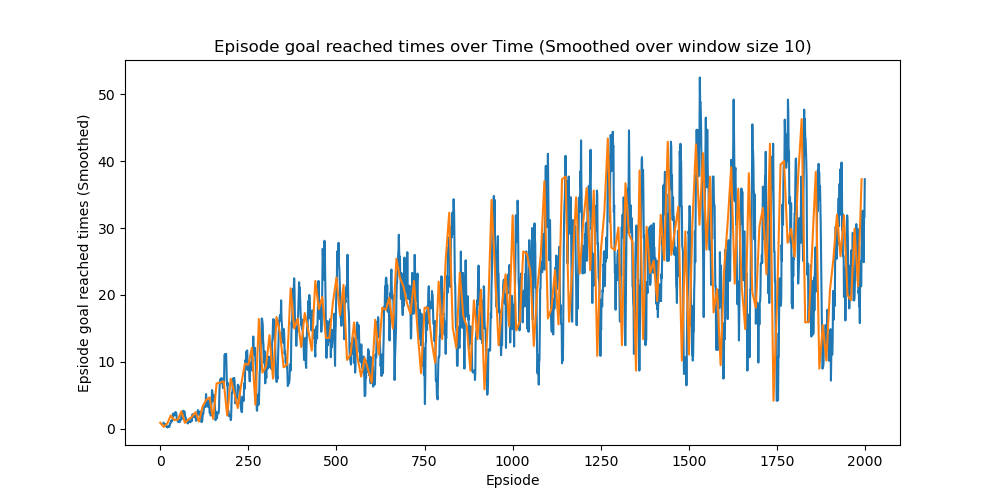 Episode goal reached times over Time (Smoothed over window size 10)
Epsiode goal reached times (Smoothed)
50
40
30
20
10
0
0 250 500 750 1000 1250 1500 1750 2000
Epsiode